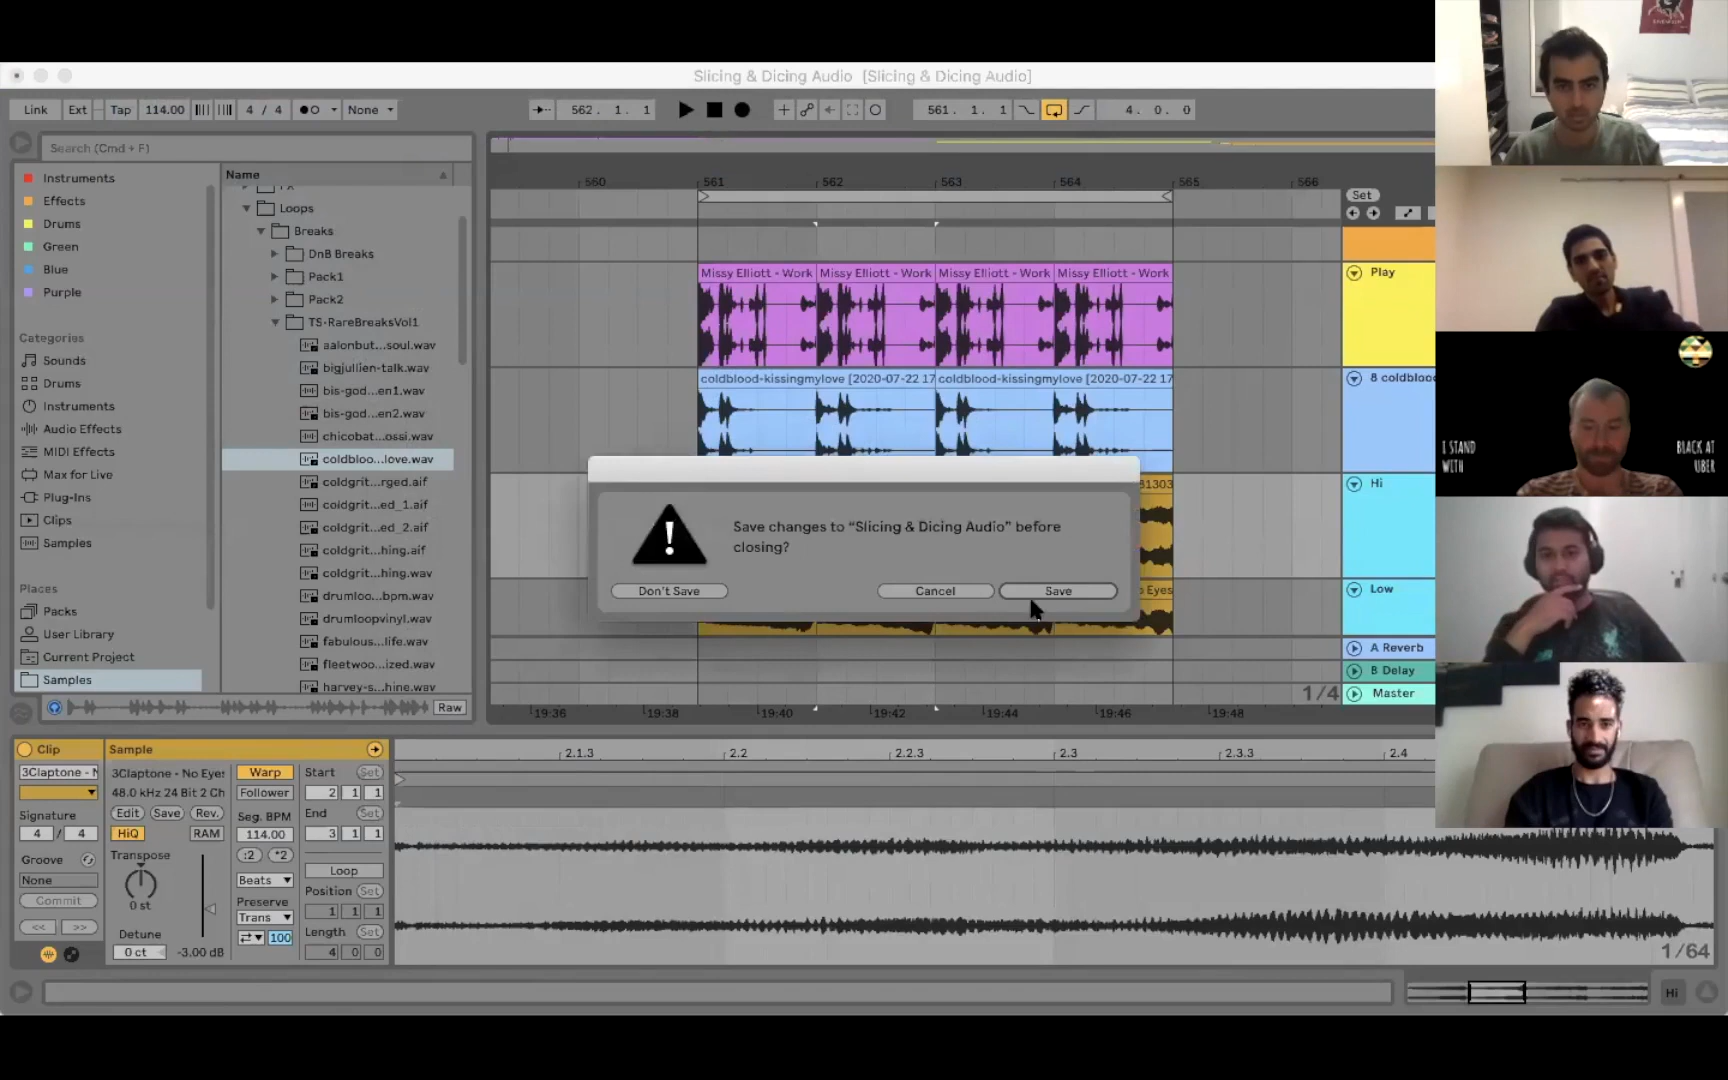 Slicing & Dicing Audio [Slicing & Dicing Audio]
Link Ext Tap 114.00 4 / 4 None 562. 1. 1 561. 1. 1 4. 0. 0
Search (Cmd + F)
Instruments
Effects
Drums
Green
Blue
Purple
Categories
Sounds
Drums
Instruments
Audio Effects
MIDI Effects
Max for Live
Plug-Ins
Clips
Samples
Places
Packs
User Library
Current Project
Samples
Name
Loops
Breaks
DnB Breaks
Pack1
Pack2
TS-RareBreaksVol1
aalonbut...soul.wav
bigjullien-talk.wav
bis-god...en1.wav
bis-god...en2.wav
chicobat...ossi.wav
coldbloo...love.wav
coldgrit...rged.aif
coldgrit...ed_1.aif
coldgrit...ed_2.aif
coldgrit...hing.aif
coldgrit...hing.aif
drumloo...bpm.wav
drumloopvinyl.wav
fabulous...life.wav
fleetwoo...ized.wav
harvey-s...hine.wav
Raw
560 561 562 563 564 565 566
Set
Missy Elliott - Work Missy Elliott - Work Missy Elliott - Work Missy Elliott - Work
Play
coldblood-kissingmylove [2020-07-22 17 coldblood-kissingmylove [2020-07-22 17
8 coldbloo
31303
Hi
Eyes
Low
A Reverb
B Delay
1/4 Master
19:36 19:38 19:40 19:42 19:44 19:46 19:48
Save changes to “Slicing & Dicing Audio” before
closing?
Don't Save Cancel Save
Clip
3Claptone - N
Signature
4 / 4
Groove
None
Commit
<< >>
Sample
3Claptone - No Eyes
48.0 kHz 24 Bit 2 Ch
Edit Save Rev.
HiQ RAM
Transpose
0 st
Detune
0 ct -3.00 dB
Warp
Follower
Seg. BPM
114.00
:2 *2
Beats
Preserve
Trans
100
Start Set
2 1 1
End Set
3 1 1
Loop
Position Set
1 1 1
Length Set
4 0 0
2.1.3 2.2 2.2.3 2.3 2.3.3 2.4
1/64
Hi
I STAND
WITH
BLACK AT
UBER